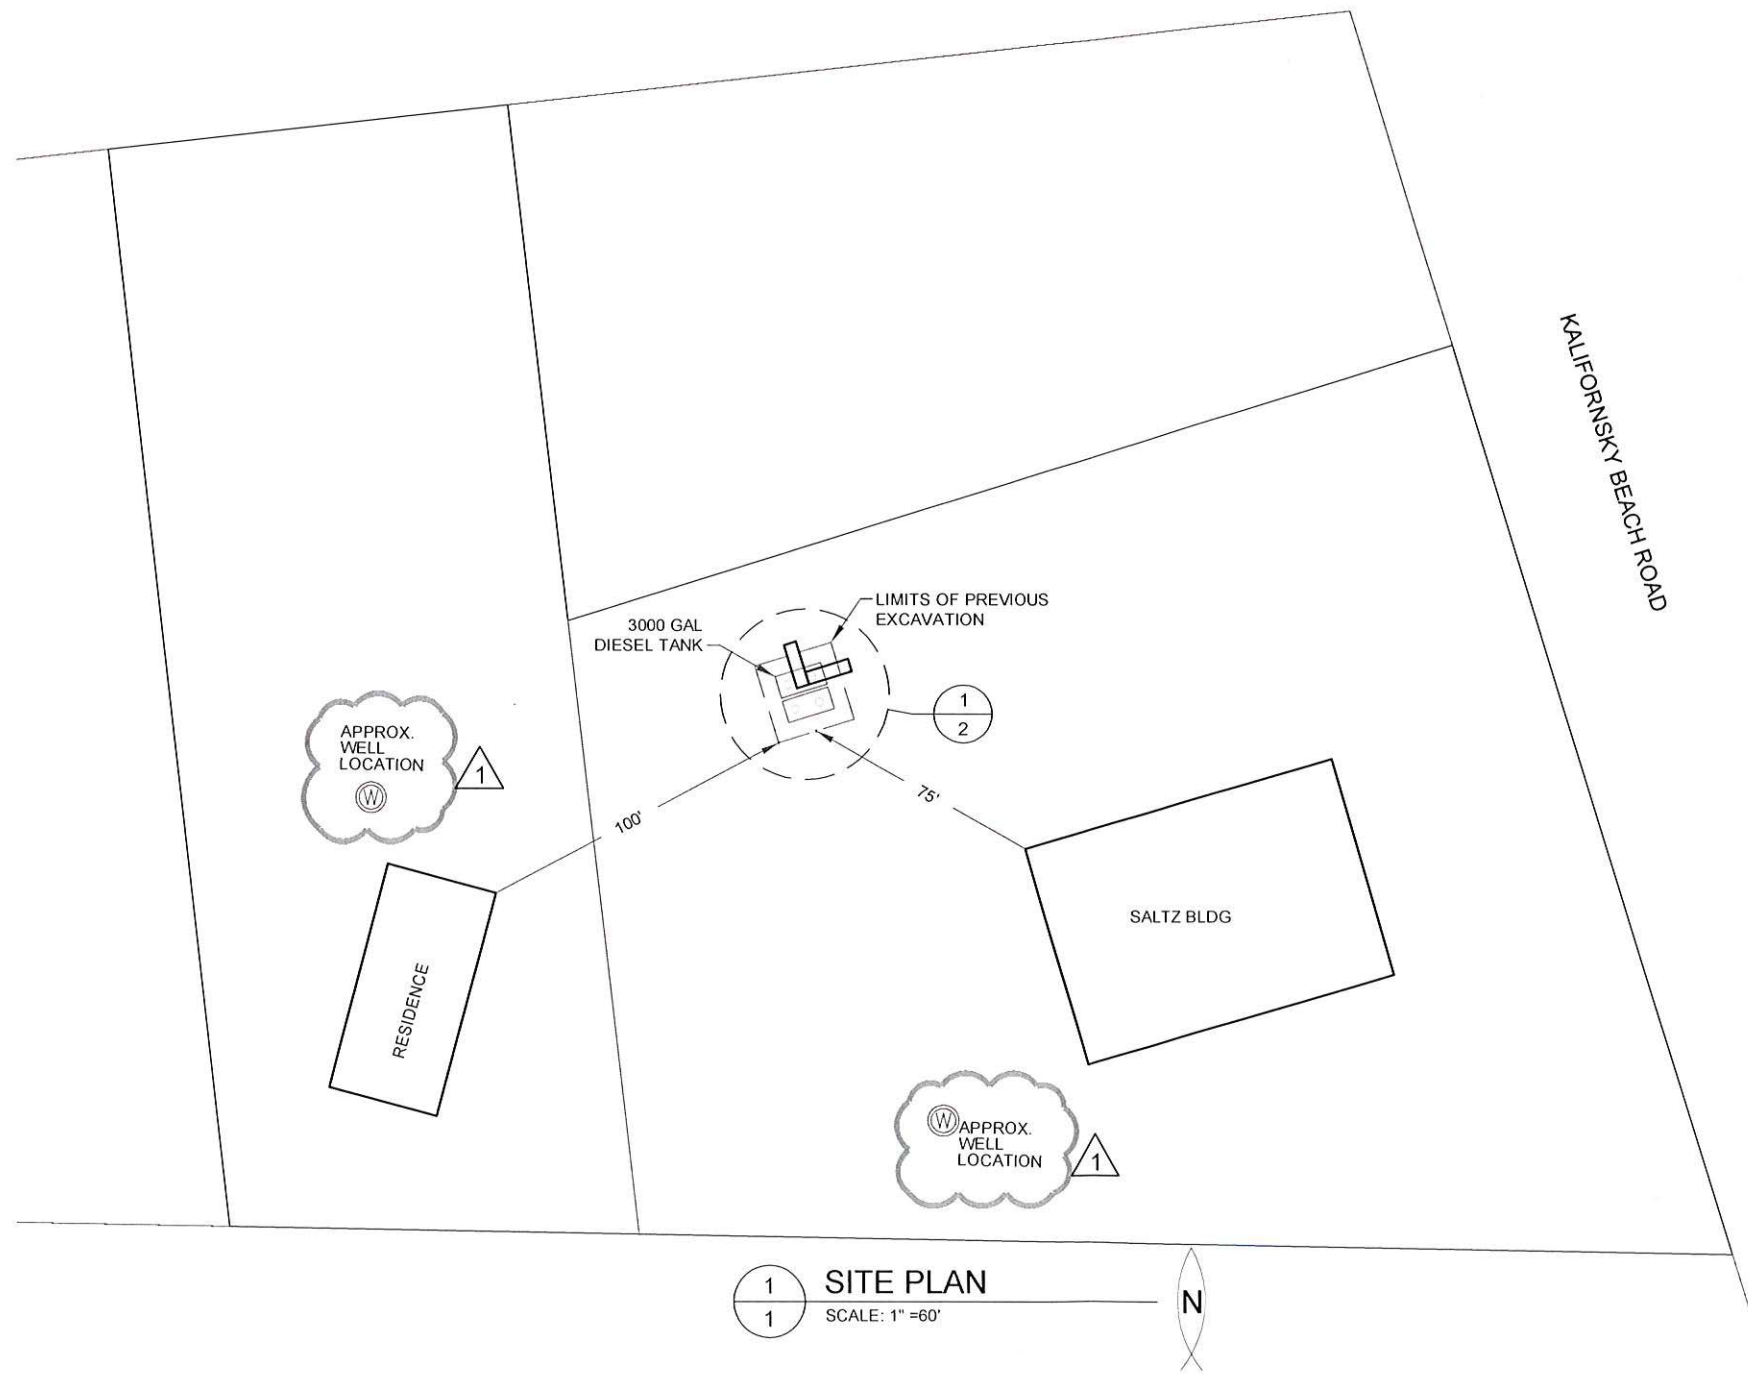 KALIFORNSKY BEACH ROAD
LIMITS OF PREVIOUS
EXCAVATION
3000 GAL
DIESEL TANK
1
2
APPROX.
WELL
LOCATION
W
1
75'
100'
SALTZ BLDG
RESIDENCE
W
APPROX.
WELL
LOCATION
1
1
1
SITE PLAN
SCALE: 1" =60'
N